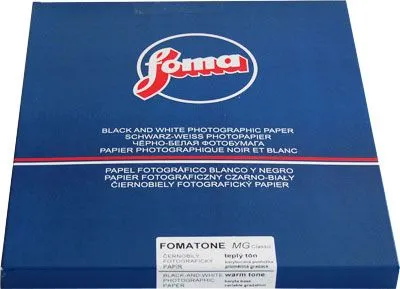 foma
BLACK AND WHITE PHOTOGRAPHIC PAPER
SCHWARZ-WEISS PHOTOPAPIER
ЧЕРНО-БЕЛАЯ ФОТОБУМАГА
PAPIER PHOTOGRAPHIQUE NOIR ET BLANC
PAPEL FOTOGRÁFICO BLANCO Y NEGRO
PAPIER FOTOGRAFICZNY CZARNO-BIAŁY
ČIERNOBIELY FOTOGRAFICKÝ PAPIER
FOMATONE MG Classic
ČERNOBÍLÝ teplý tón
FOTOGRAFICKÝ
PAPÍR
BLACK-AND-WHITE warm tone
PHOTOGRAPHIC
PAPER